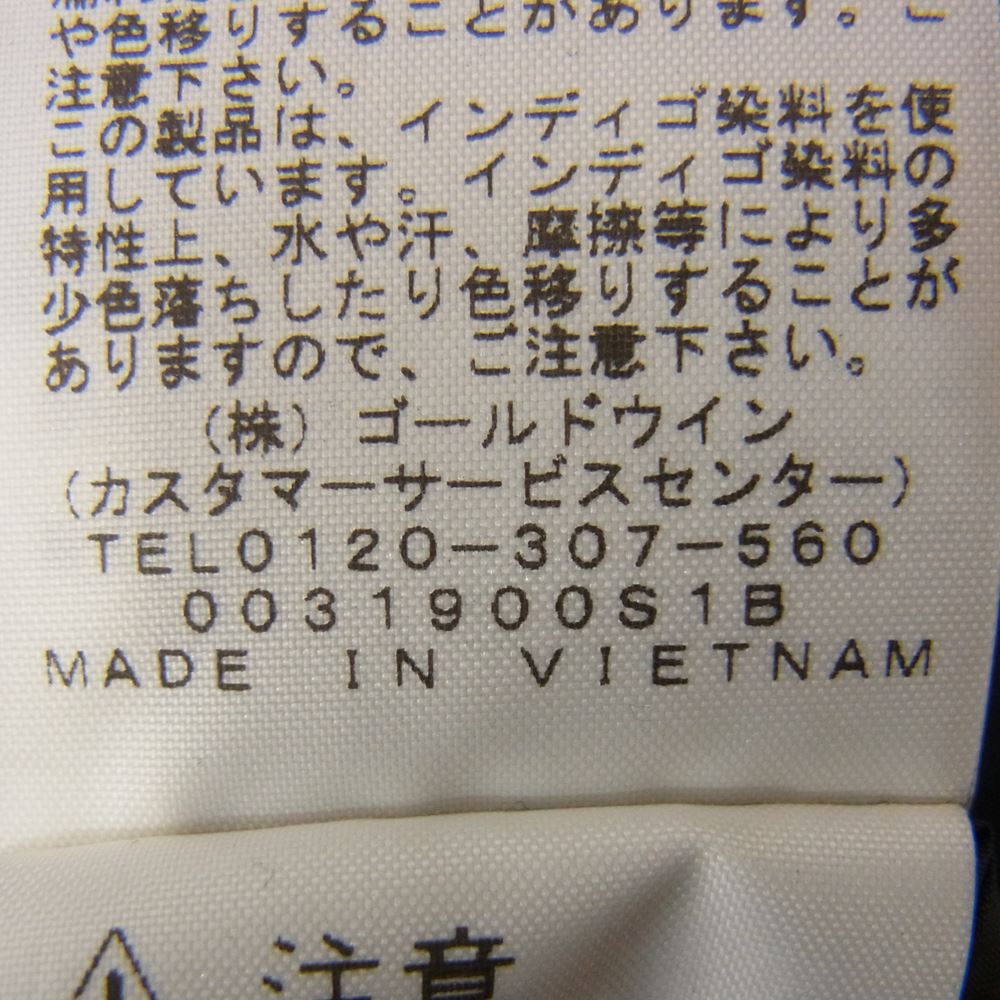 や色移りすることがあります。ご
注意下さい。
この製品は、インディゴ染料を使
用しています。インディゴ染料の
特性上、水や汗、摩擦等により多
少色落ちしたり色移りすることが
ありますので、ご注意下さい。
(株)ゴールドウイン
(カスタマーサービスセンター)
TEL0120-307-560
0031900S1B
MADE IN VIETNAM
注意